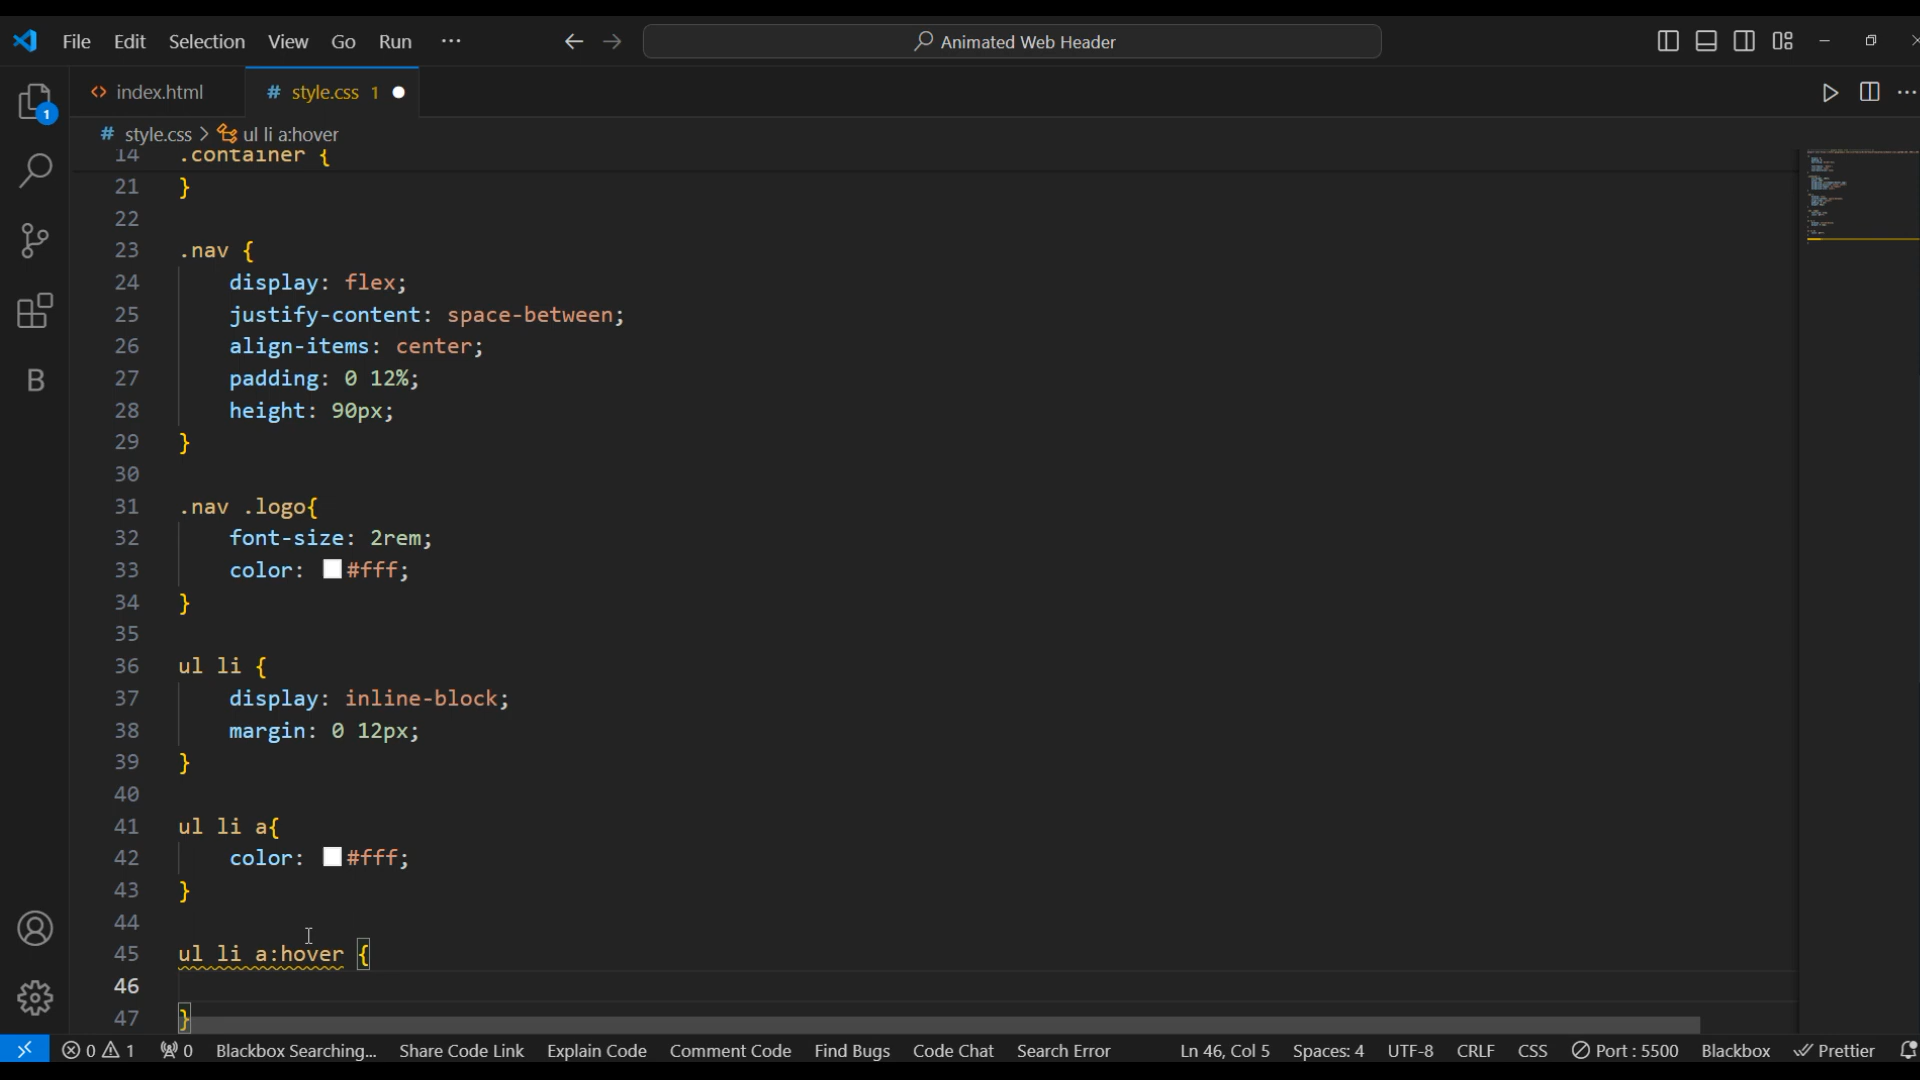 File Edit Selection View Go Run ··· Animated Web Header
index.html # style.css 1
# style.css > ul li a:hover
14 .container {
21 }
22
23 .nav {
24 display: flex;
25 justify-content: space-between;
26 align-items: center;
27 padding: 0 12%;
28 height: 90px;
29 }
30
31 .nav .logo{
32 font-size: 2rem;
33 color: #fff;
34 }
35
36 ul li {
37 display: inline-block;
38 margin: 0 12px;
39 }
40
41 ul li a{
42 color: #fff;
43 }
44
45 ul li a:hover {
46
47 }
1
B
0 1 0 Blackbox Searching... Share Code Link Explain Code Comment Code Find Bugs Code Chat Search Error Ln 46, Col 5 Spaces: 4 UTF-8 CRLF CSS Port : 5500 Blackbox Prettier